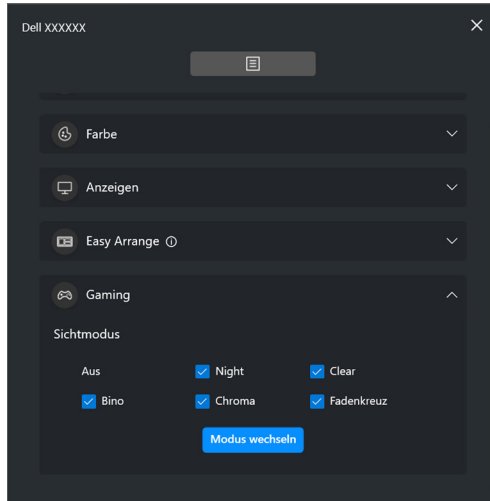 Dell XXXXXX
Farbe
Anzeigen
Easy Arrange
Gaming
Sichtmodus
Aus Night Clear
Bino Chroma Fadenkreuz
Modus wechseln